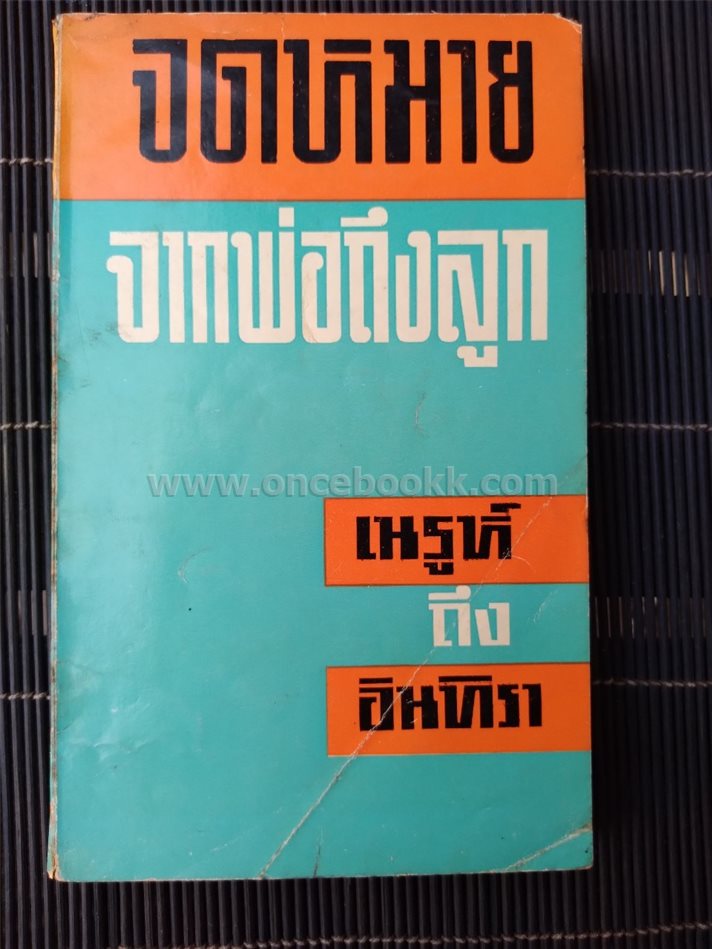 จดหมาย
จากพ่อถึงลูก
www.oncebookk.com
เนรูห์
ถึง
อินทิรา